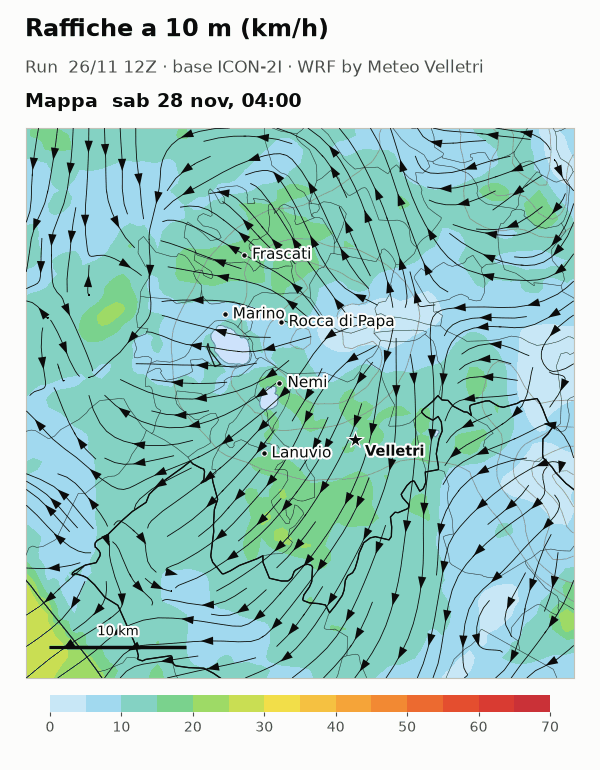 Raffiche a 10 m (km/h)
Run 26/11 12Z · base ICON-2I · WRF by Meteo Velletri
Mappa sab 28 nov, 04:00
Frascati
Marino
Rocca di Papa
Nemi
Velletri
Lanuvio
10 km
0 10 20 30 40 50 60 70